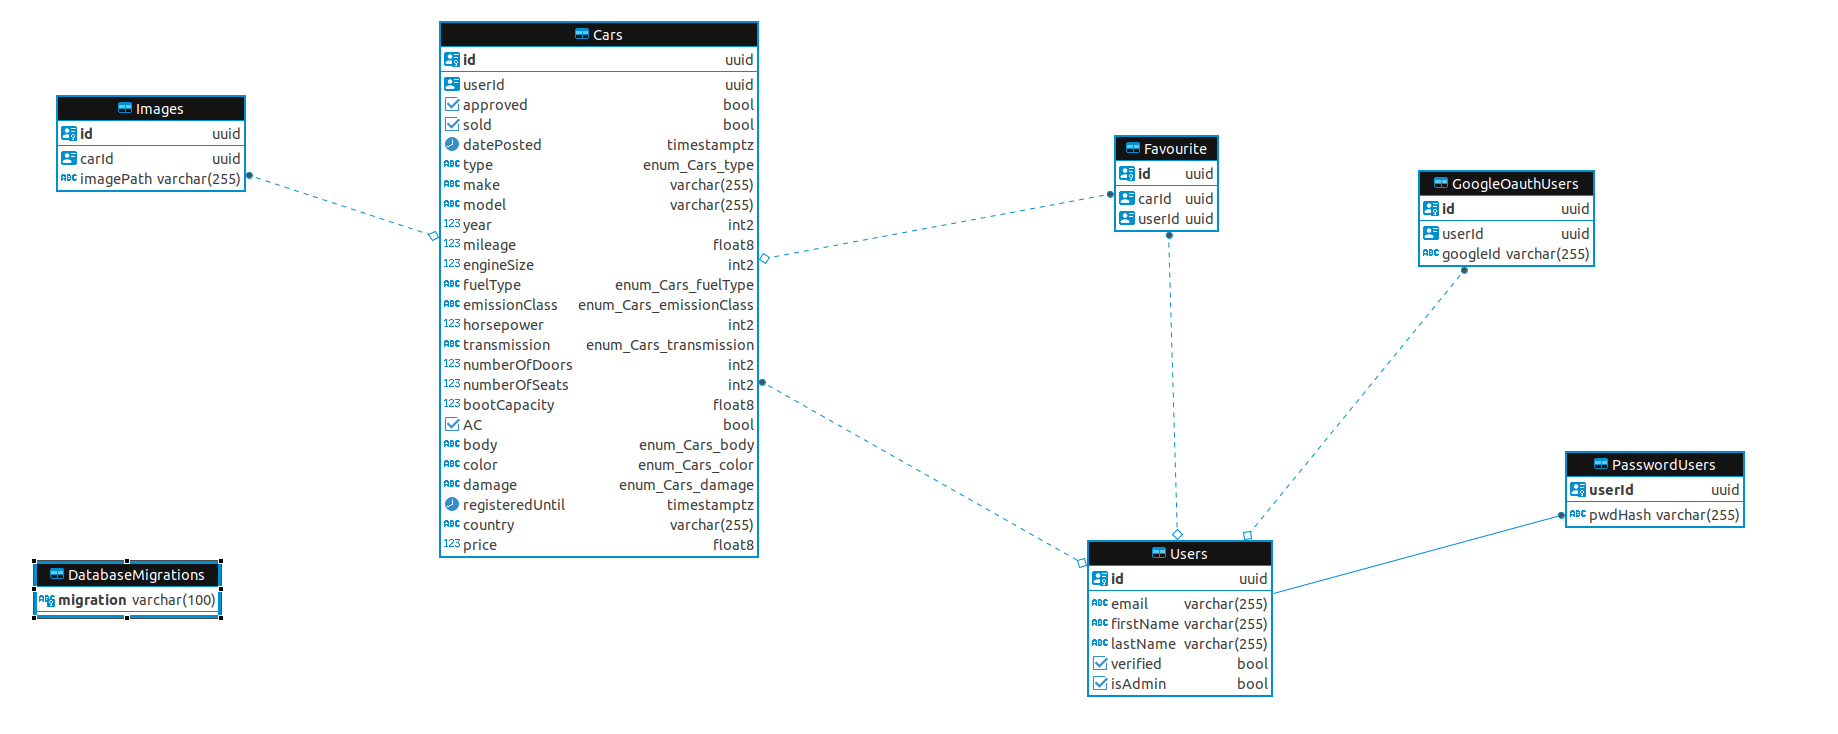 Images
id uuid
carId uuid
imagePath varchar(255)
Cars
id uuid
userId uuid
approved bool
sold bool
datePosted timestamptz
type enum_Cars_type
make varchar(255)
model varchar(255)
year int2
mileage float8
engineSize int2
fuelType enum_Cars_fuelType
emissionClass enum_Cars_emissionClass
horsepower int2
transmission enum_Cars_transmission
numberOfDoors int2
numberOfSeats int2
bootCapacity float8
AC bool
body enum_Cars_body
color enum_Cars_color
damage enum_Cars_damage
registeredUntil timestamptz
country varchar(255)
price float8
Favourite
id uuid
carId uuid
userId uuid
GoogleOauthUsers
id uuid
userId uuid
googleId varchar(255)
PasswordUsers
userId uuid
pwdHash varchar(255)
Users
id uuid
email varchar(255)
firstName varchar(255)
lastName varchar(255)
verified bool
isAdmin bool
DatabaseMigrations
migration varchar(100)